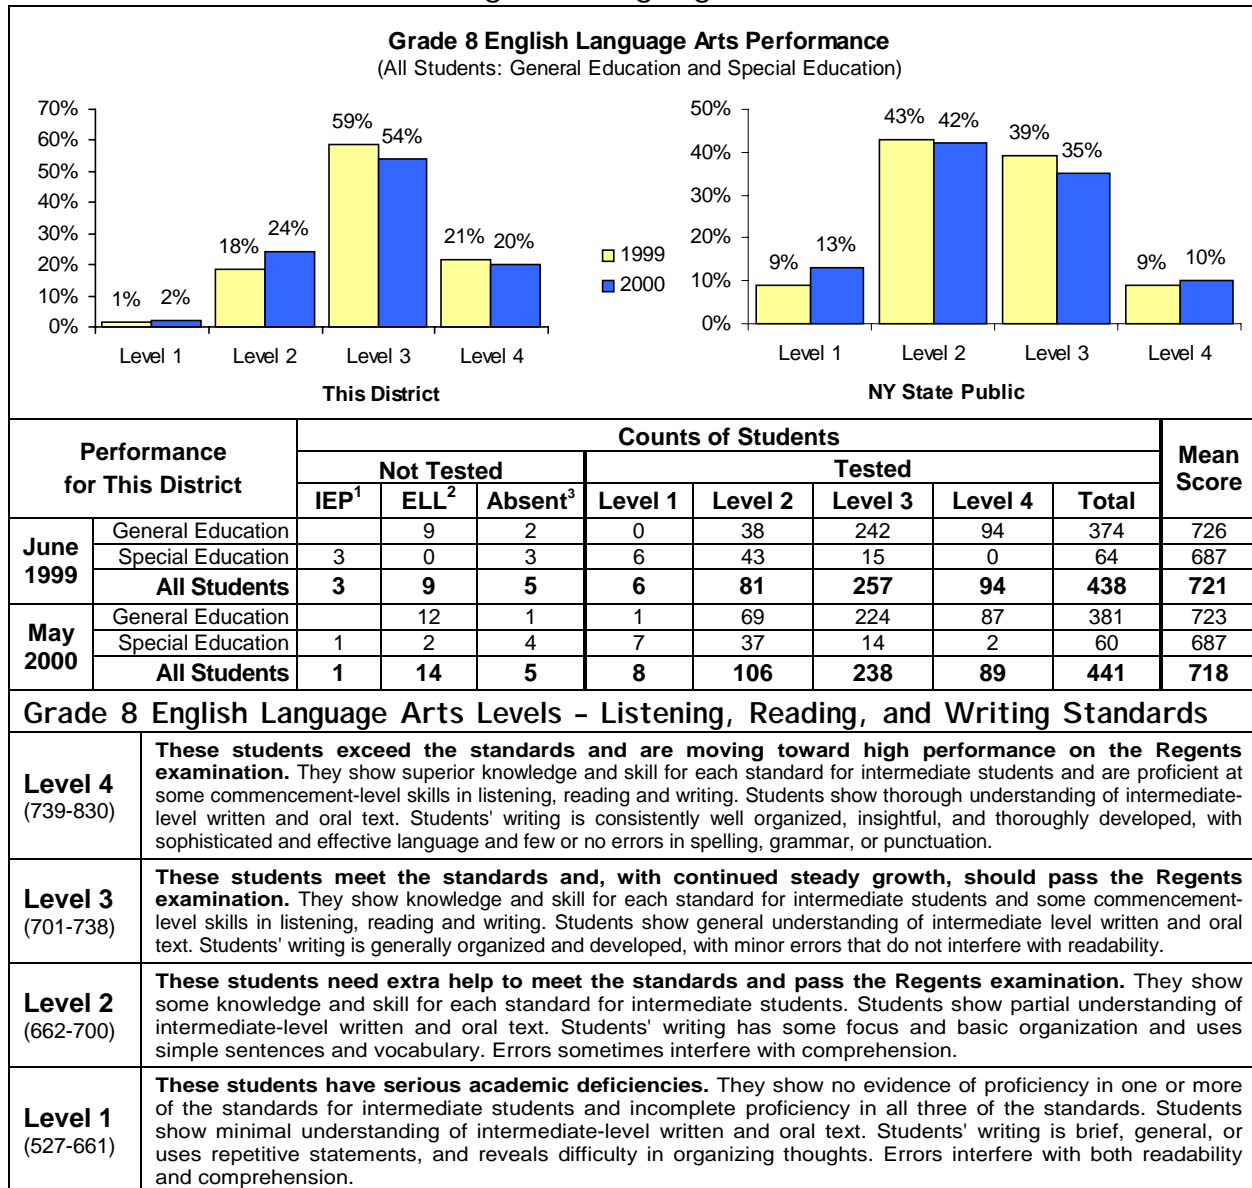 Grade 8 English Language Arts Performance
(All Students: General Education and Special Education)
70%
60%
50%
40%
30%
20%
10%
0%
1% 2%
18% 24%
59% 54%
21% 20%
Level 1 Level 2 Level 3 Level 4
This District
1999
2000
50%
40%
30%
20%
10%
0%
9% 13%
43% 42%
39% 35%
9% 10%
Level 1 Level 2 Level 3 Level 4
NY State Public
Performance
for This District
Counts of Students
Mean
Score
Not Tested Tested
IEP1 ELL2 Absent3 Level 1 Level 2 Level 3 Level 4 Total
June
1999
General Education 9 2 0 38 242 94 374 726
Special Education 3 0 3 6 43 15 0 64 687
All Students 3 9 5 6 81 257 94 438 721
May
2000
General Education 12 1 1 69 224 87 381 723
Special Education 1 2 4 7 37 14 2 60 687
All Students 1 14 5 8 106 238 89 441 718
Grade 8 English Language Arts Levels – Listening, Reading, and Writing Standards
Level 4
(739-830)
These students exceed the standards and are moving toward high performance on the Regents
examination. They show superior knowledge and skill for each standard for intermediate students and are proficient at
some commencement-level skills in listening, reading and writing. Students show thorough understanding of intermediate-
level written and oral text. Students' writing is consistently well organized, insightful, and thoroughly developed, with
sophisticated and effective language and few or no errors in spelling, grammar, or punctuation.
Level 3
(701-738)
These students meet the standards and, with continued steady growth, should pass the Regents
examination. They show knowledge and skill for each standard for intermediate students and some commencement-
level skills in listening, reading and writing. Students show general understanding of intermediate level written and oral
text. Students' writing is generally organized and developed, with minor errors that do not interfere with readability.
Level 2
(662-700)
These students need extra help to meet the standards and pass the Regents examination. They show
some knowledge and skill for each standard for intermediate students. Students show partial understanding of
intermediate-level written and oral text. Students' writing has some focus and basic organization and uses
simple sentences and vocabulary. Errors sometimes interfere with comprehension.
Level 1
(527-661)
These students have serious academic deficiencies. They show no evidence of proficiency in one or more
of the standards for intermediate students and incomplete proficiency in all three of the standards. Students
show minimal understanding of intermediate-level written and oral text. Students' writing is brief, general, or
uses repetitive statements, and reveals difficulty in organizing thoughts. Errors interfere with both readability
and comprehension.